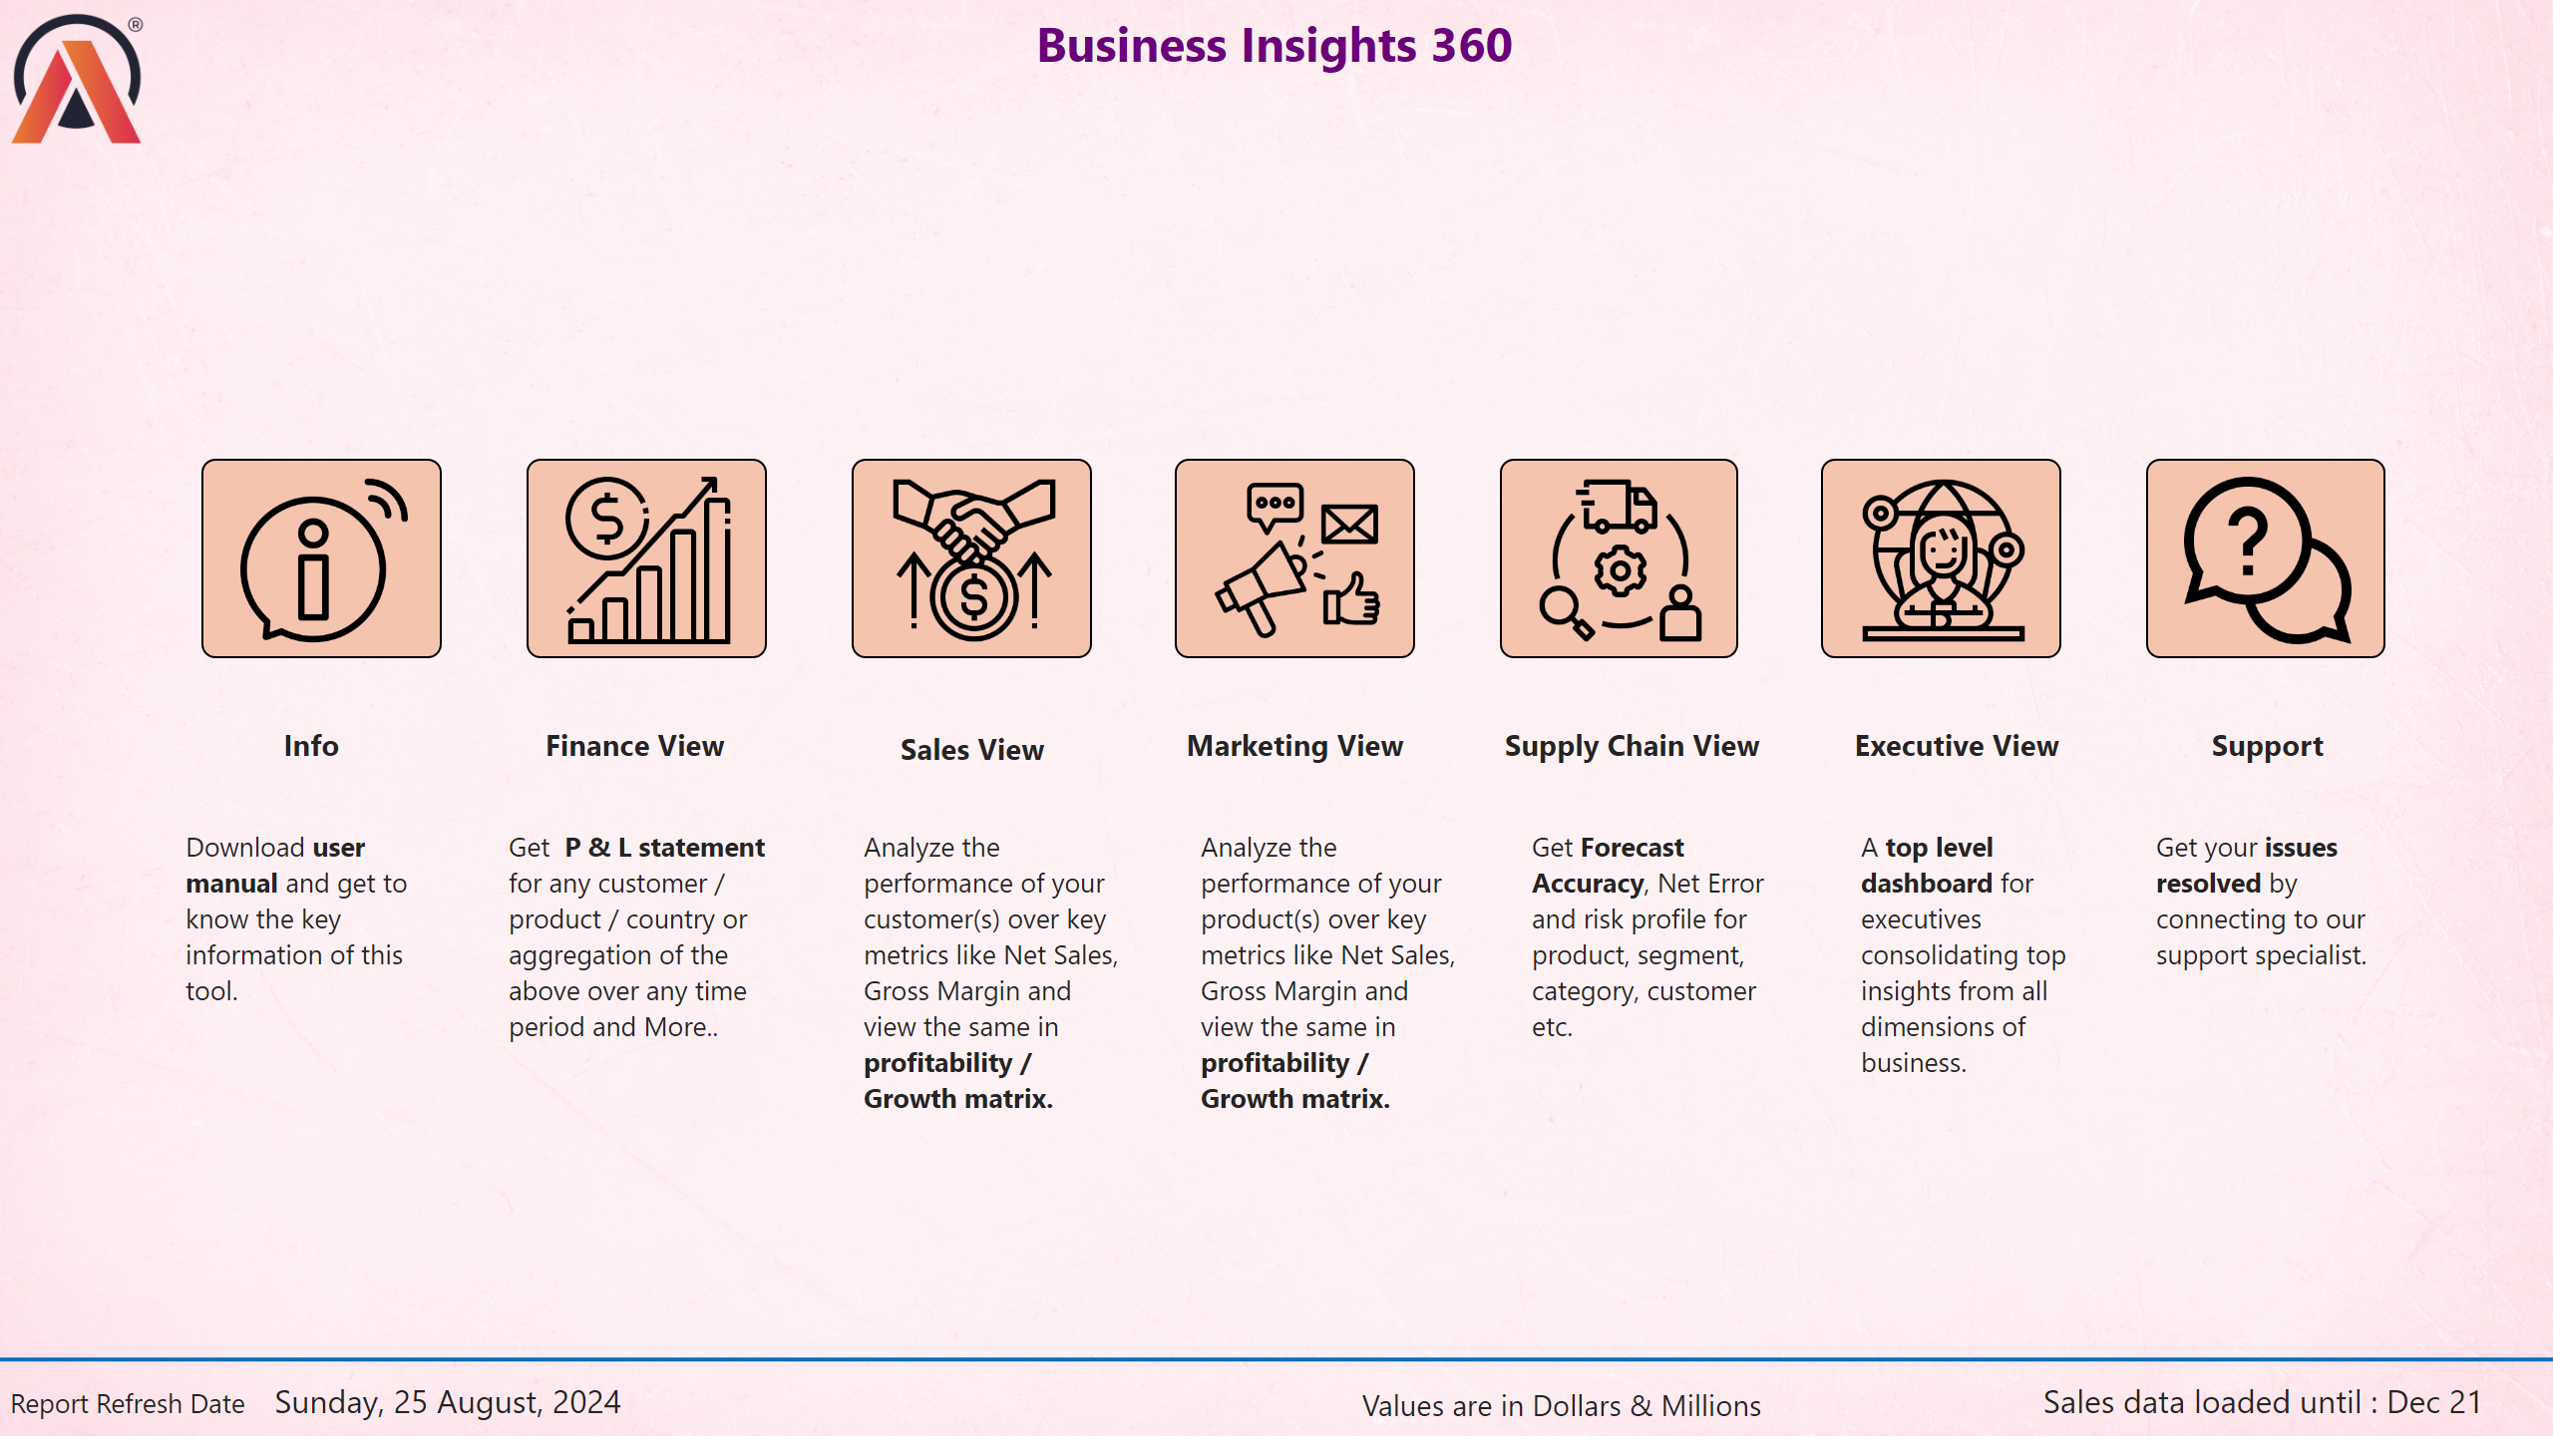 ®
Business Insights 360
Info
Download user
manual and get to
know the key
information of this
tool.
Finance View
Get  P & L statement
for any customer /
product / country or
aggregation of the
above over any time
period and More..
Sales View
Analyze the
performance of your
customer(s) over key
metrics like Net Sales,
Gross Margin and
view the same in
profitability /
Growth matrix.
Marketing View
Analyze the
performance of your
product(s) over key
metrics like Net Sales,
Gross Margin and
view the same in
profitability /
Growth matrix.
Supply Chain View
Get Forecast
Accuracy, Net Error
and risk profile for
product, segment,
category, customer
etc.
Executive View
A top level
dashboard for
executives
consolidating top
insights from all
dimensions of
business.
Support
Get your issues
resolved by
connecting to our
support specialist.
Report Refresh Date Sunday, 25 August, 2024
Values are in Dollars & Millions
Sales data loaded until : Dec 21